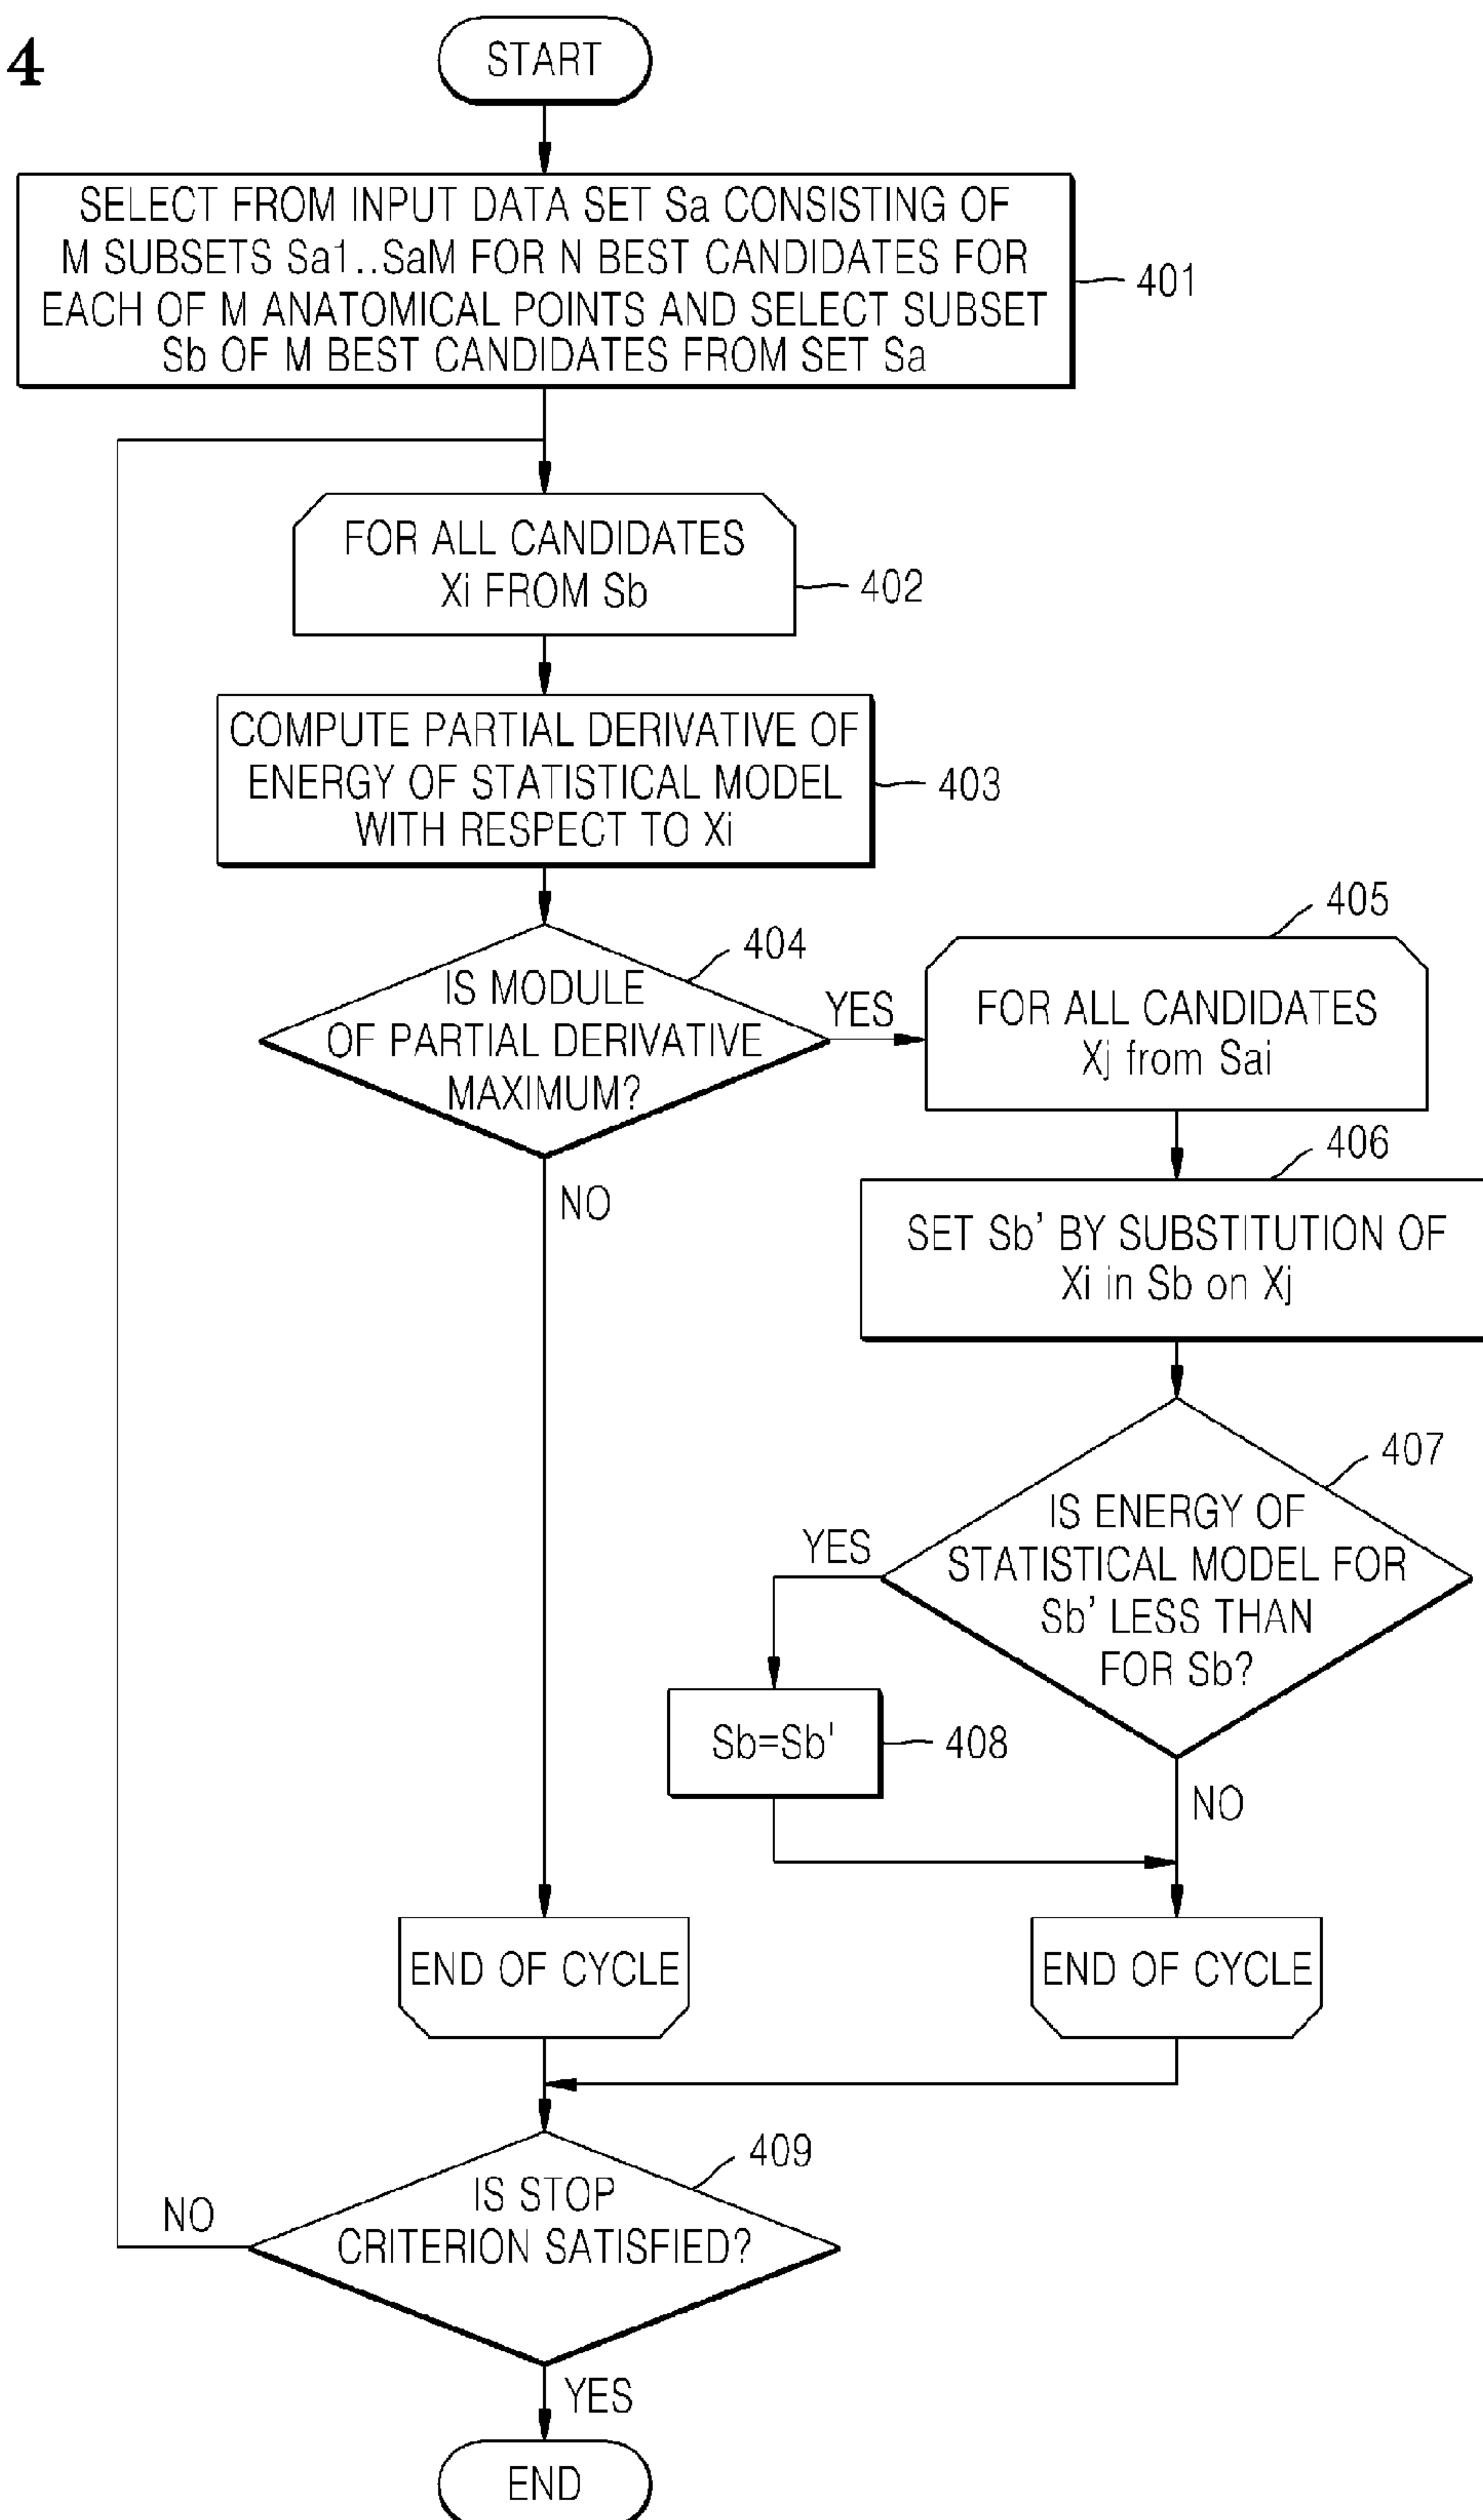 4
START
SELECT FROM INPUT DATA SET Sa CONSISTING OF
M SUBSETS Sa1..SaM FOR N BEST CANDIDATES FOR
EACH OF M ANATOMICAL POINTS AND SELECT SUBSET
Sb OF M BEST CANDIDATES FROM SET Sa
401
FOR ALL CANDIDATES
Xi FROM Sb
402
COMPUTE PARTIAL DERIVATIVE OF
ENERGY OF STATISTICAL MODEL
WITH RESPECT TO Xi
403
404
IS MODULE
OF PARTIAL DERIVATIVE
MAXIMUM?
YES
NO
405
FOR ALL CANDIDATES
Xj from Sai
406
SET Sb' BY SUBSTITUTION OF
Xi in Sb on Xj
407
IS ENERGY OF
STATISTICAL MODEL FOR
Sb' LESS THAN
FOR Sb?
YES
Sb=Sb'
408
NO
END OF CYCLE
END OF CYCLE
409
IS STOP
CRITERION SATISFIED?
NO
YES
END